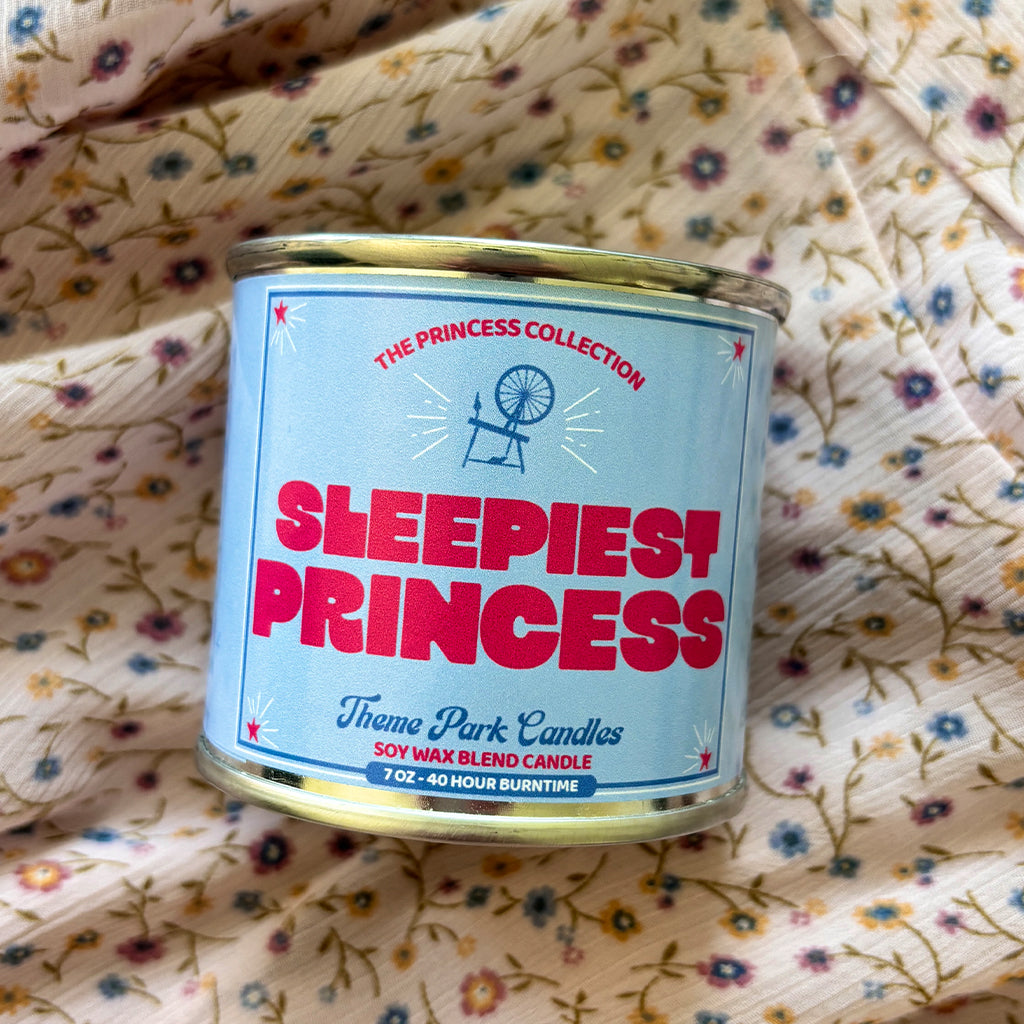 THE PRINCESS COLLECTION
SLEEPIEST
PRINCESS
Theme Park Candles
SOY WAX BLEND CANDLE
7 OZ - 40 HOUR BURNTIME